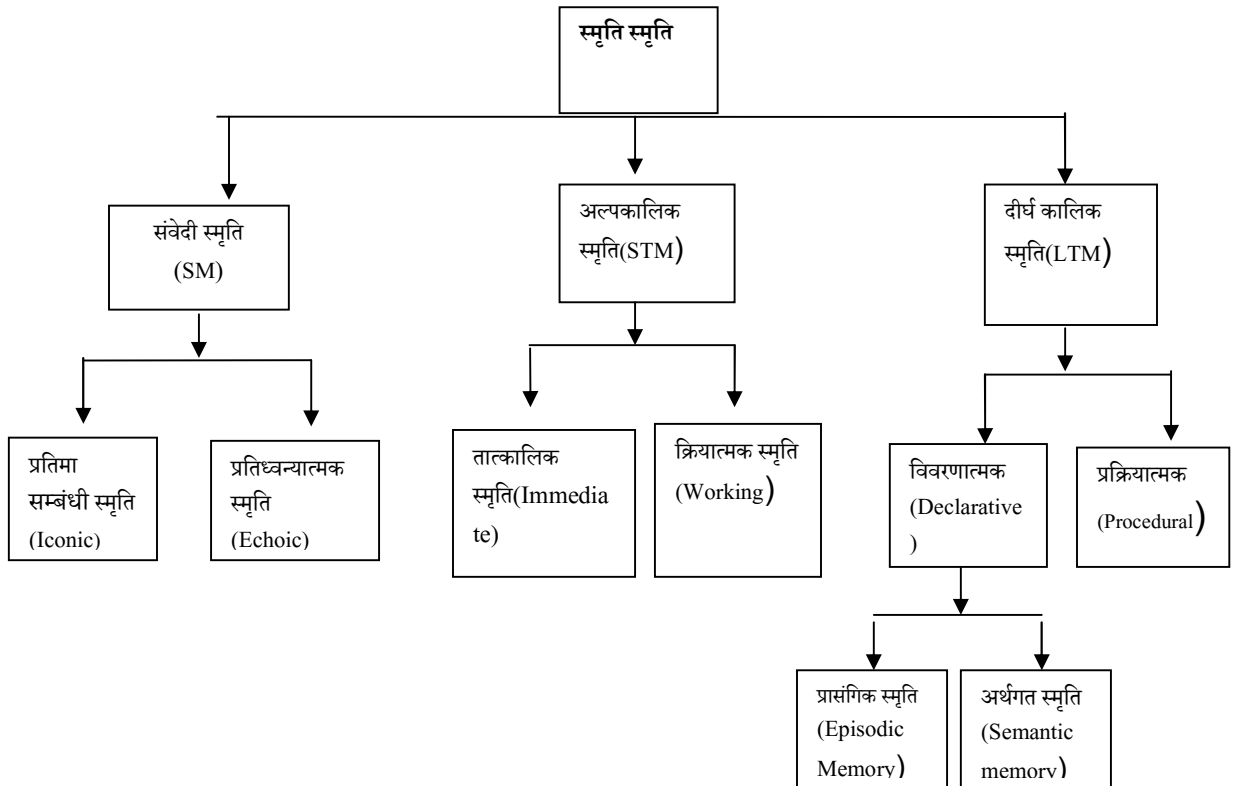 स्मृति स्मृति
संवेदी स्मृति
(SM)
अल्पकालिक
स्मृति(STM)
दीर्घ कालिक
स्मृति(LTM)
प्रतिमा
सम्बंधी स्मृति
(Iconic)
प्रतिध्वन्यात्मक
स्मृति
(Echoic)
तात्कालिक
स्मृति(Immedia
te)
क्रियात्मक स्मृति
(Working)
विवरणात्मक
(Declarative
)
प्रक्रियात्मक
(Procedural)
प्रासंगिक स्मृति
(Episodic
Memory)
अर्थगत स्मृति
(Semantic
memory)